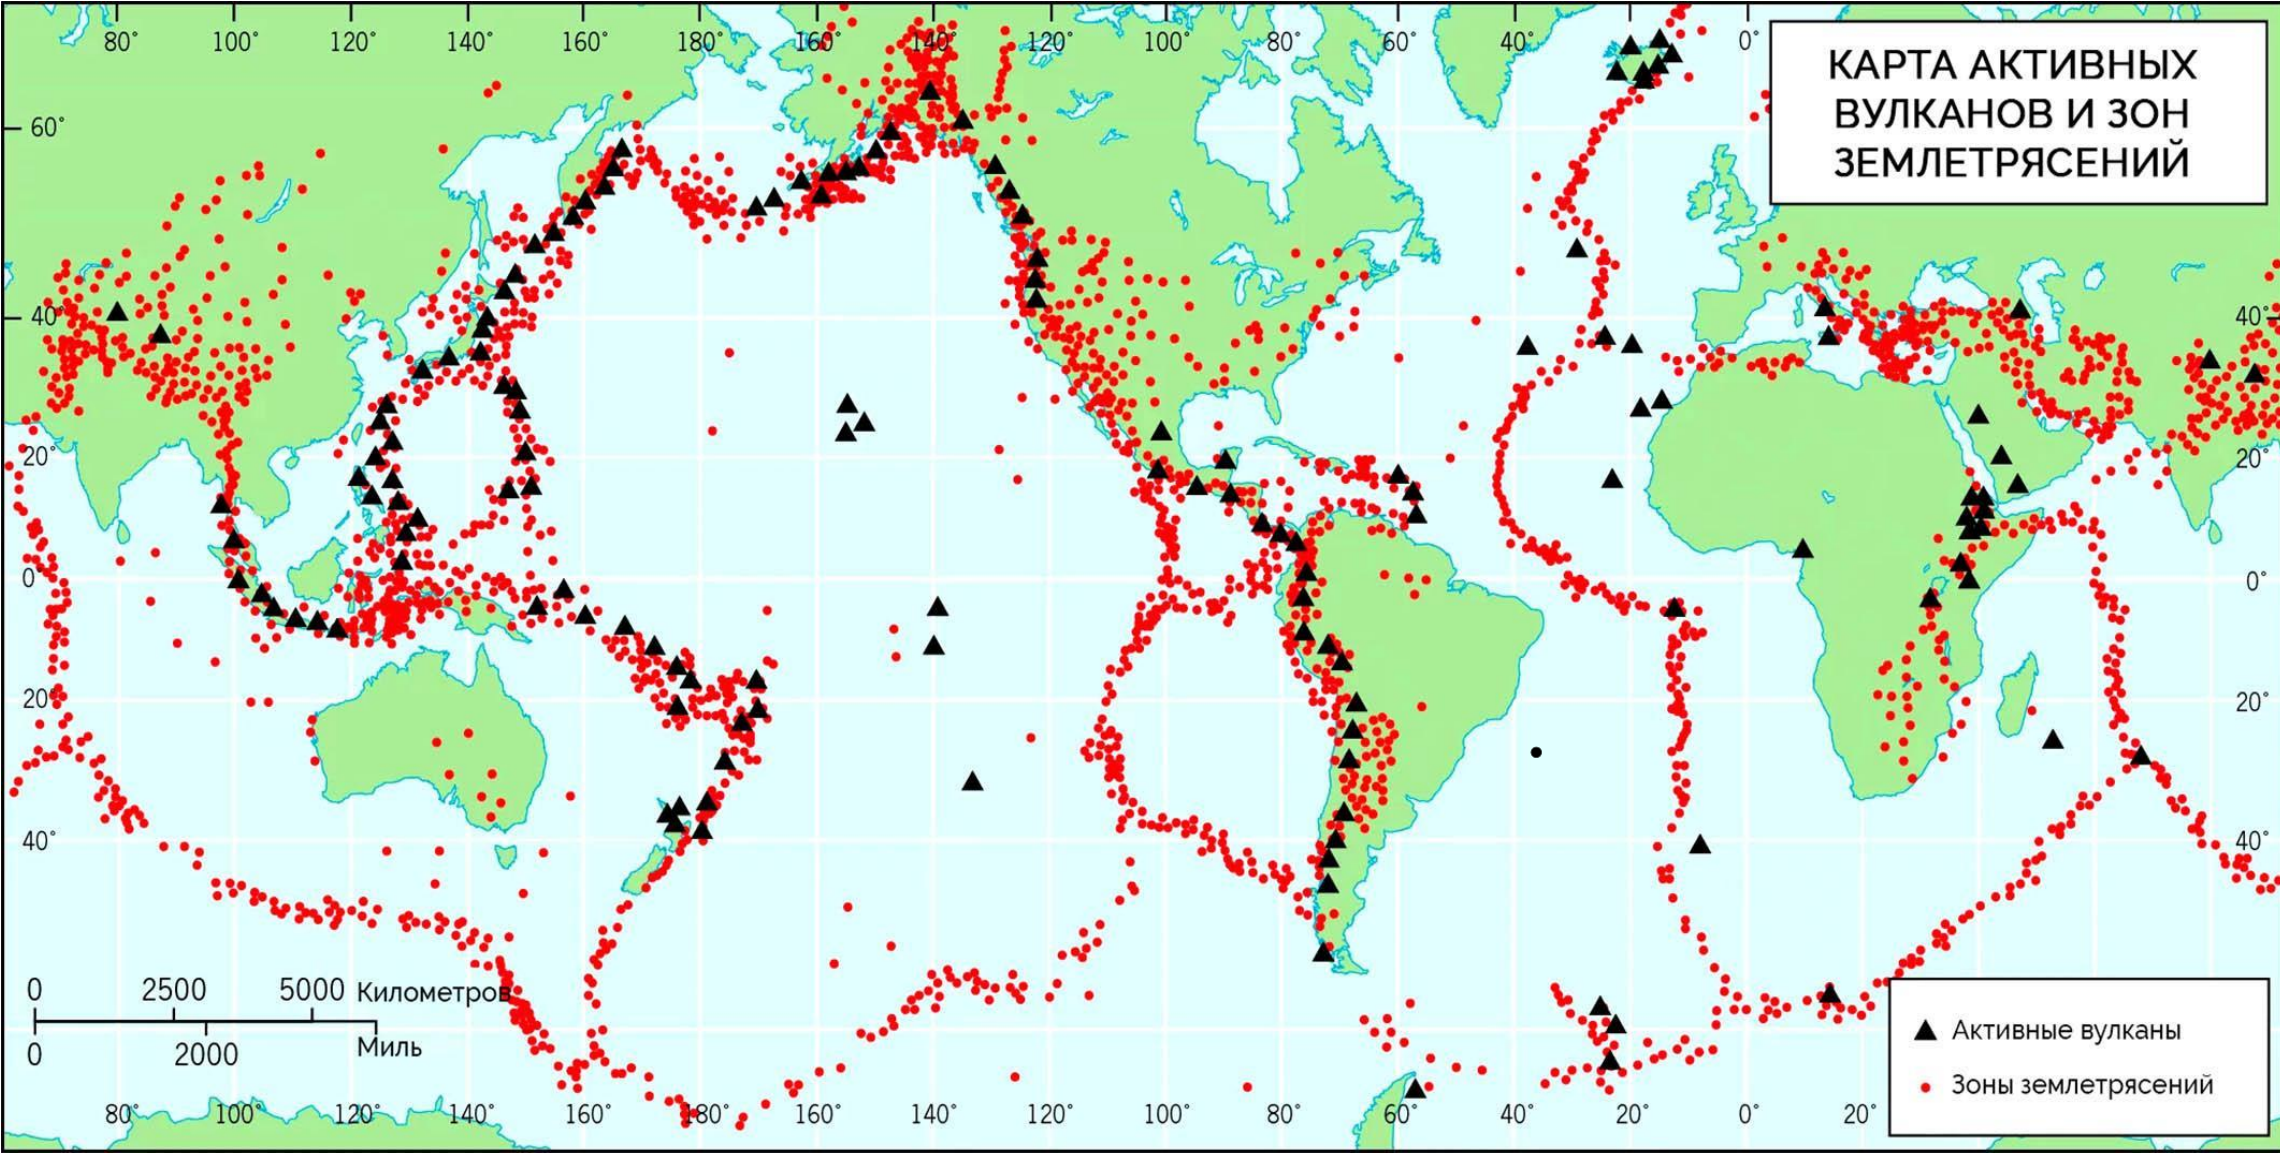 80° 100° 120° 140° 160° 180° 160° 140° 120° 100° 80° 60° 40° 20° 0°
КАРТА АКТИВНЫХ
ВУЛКАНОВ И ЗОН
ЗЕМЛЕТРЯСЕНИЙ
60°
40° 40°
20° 20°
0° 0°
20° 20°
40° 40°
0 2500 5000 Километров
0 2000 Миль
Активные вулканы
Зоны землетрясений
80° 100° 120° 140° 160° 180° 160° 140° 120° 100° 80° 60° 40° 20° 0° 20°